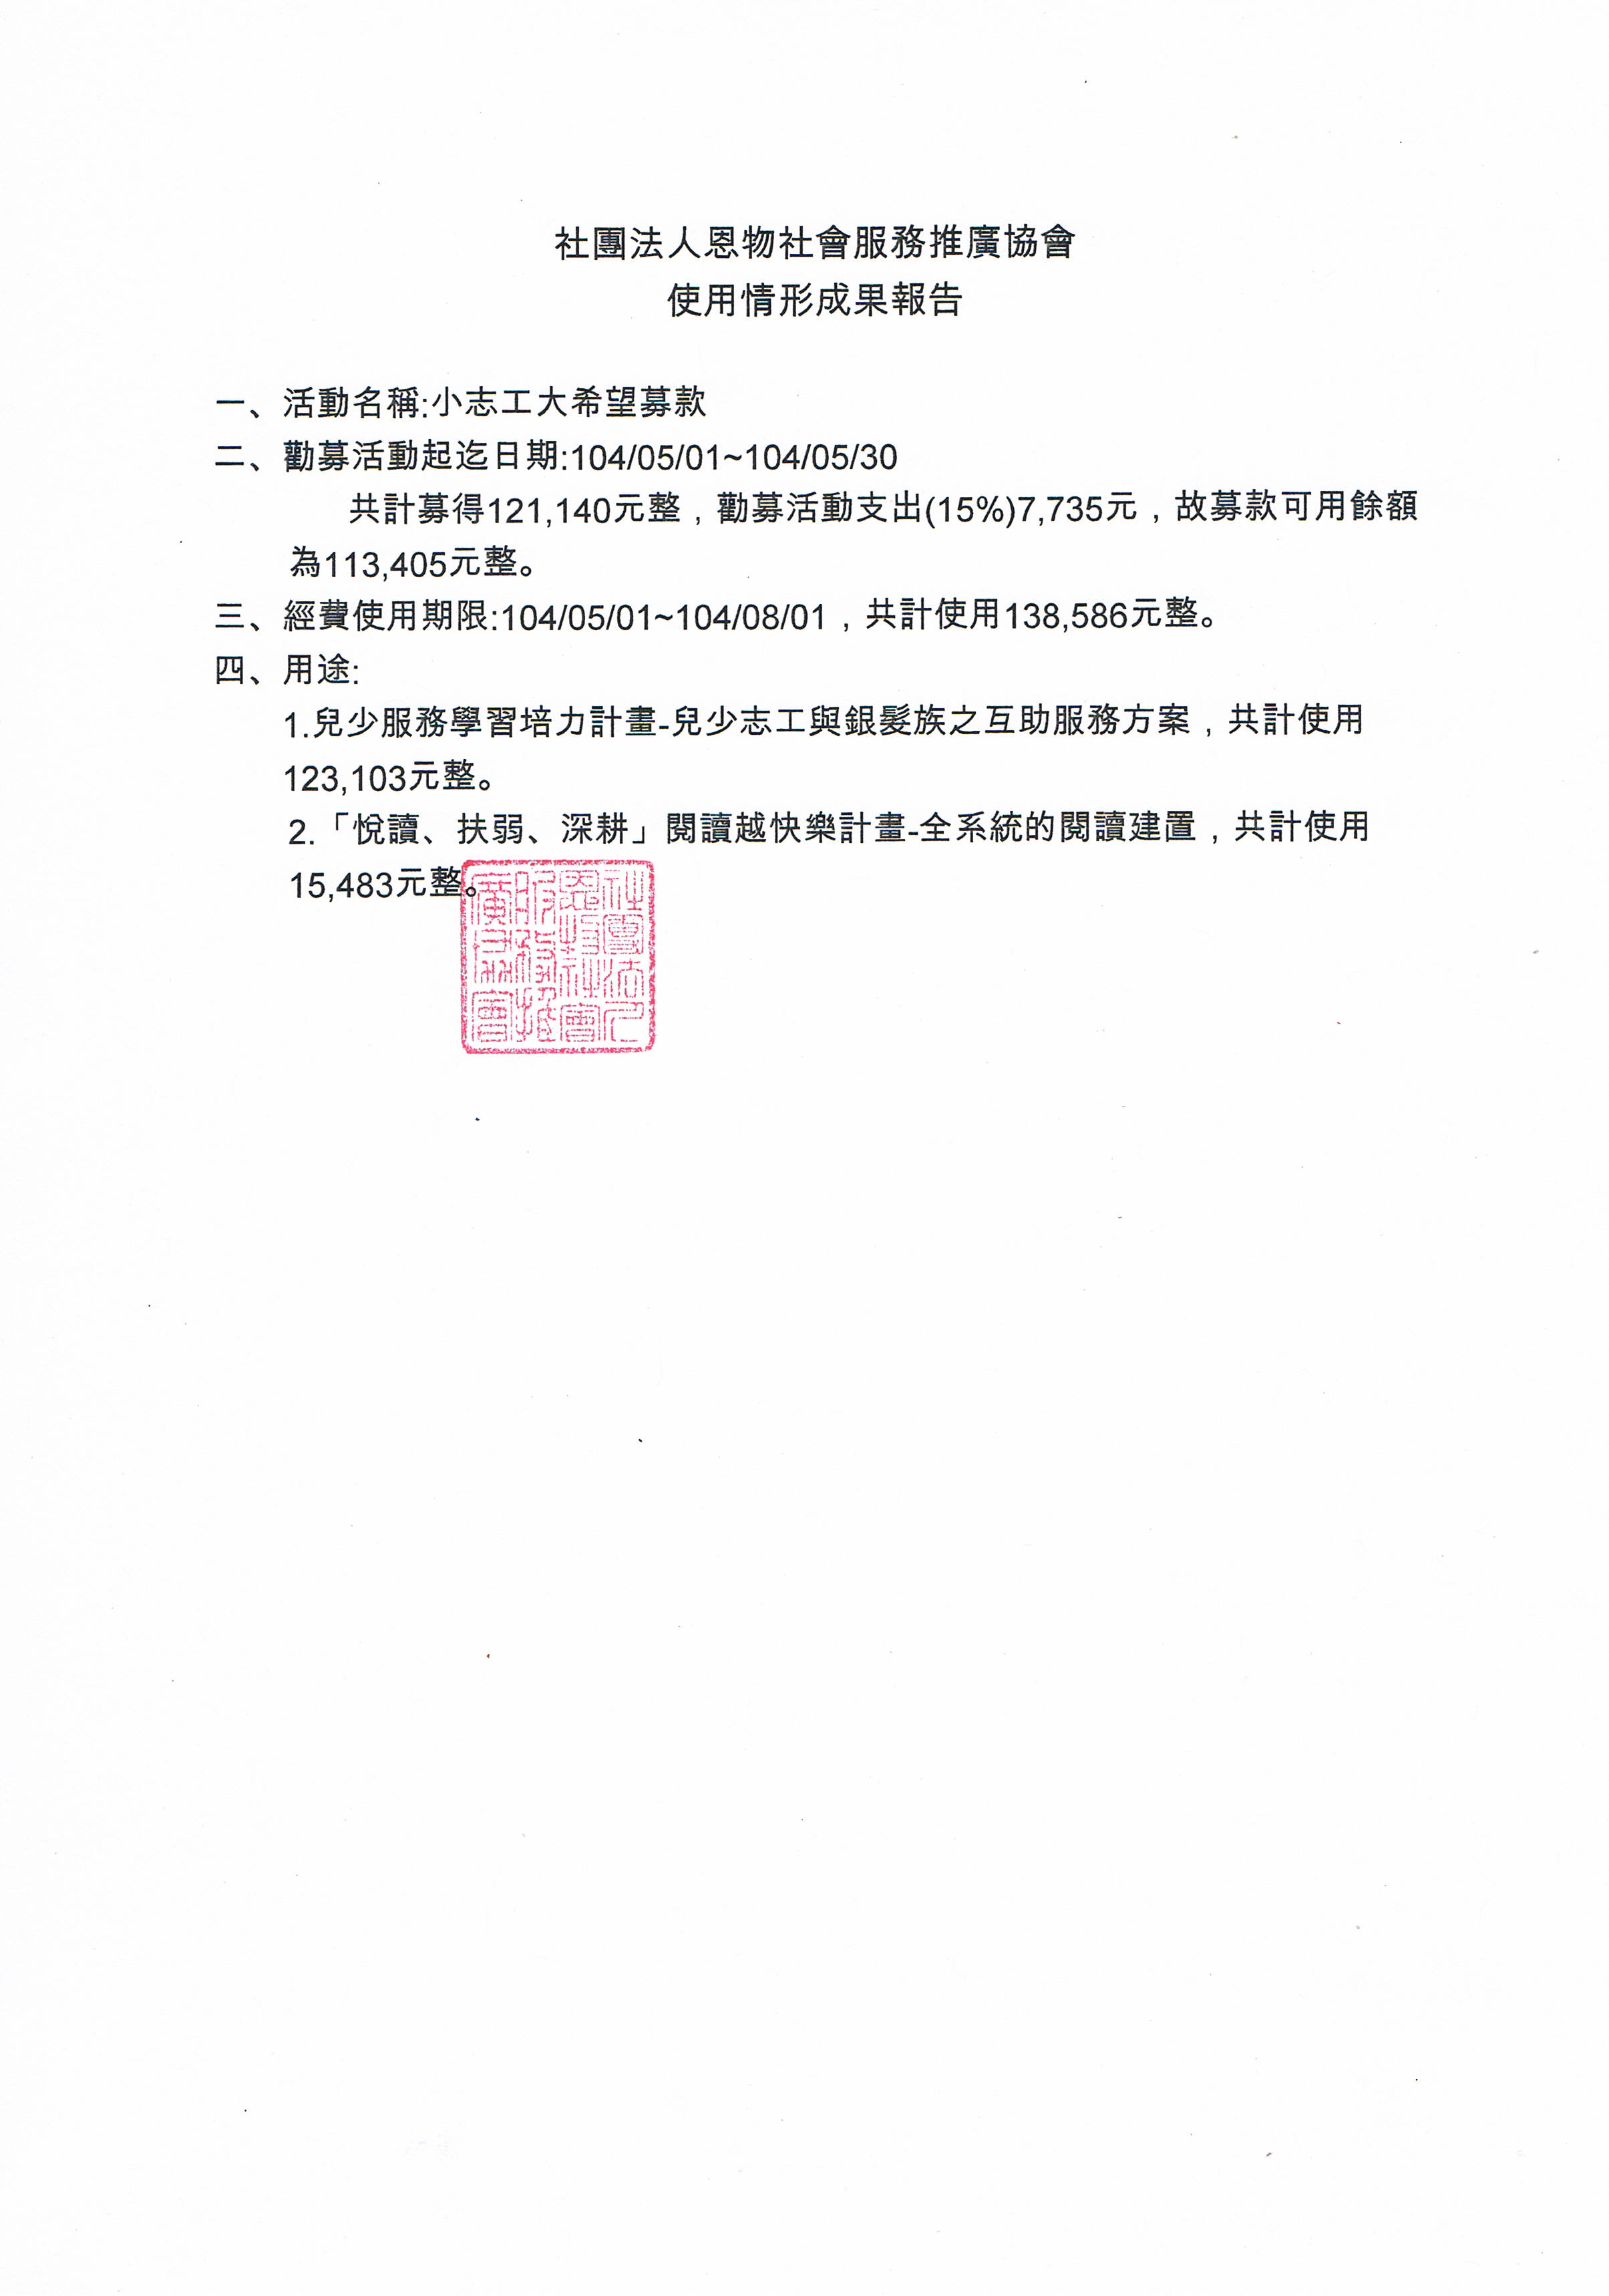 社團法人恩物社會服務推廣協會
使用情形成果報告
一、活動名稱:小志工大希望募款
二、勸募活動起迄日期:104/05/01~104/05/30
共計募得121,140元整，勸募活動支出(15%)7,735元，故募款可用餘額
為113,405元整。
三、經費使用期限:104/05/01~104/08/01，共計使用138,586元整。
四、用途:
1.兒少服務學習培力計畫-兒少志工與銀髮族之互助服務方案，共計使用
123,103元整。
2.「悅讀、扶弱、深耕」閱讀越快樂計畫-全系統的閱讀建置，共計使用
15,483元整。
社團法人
恩物社會
服務推
廣協會